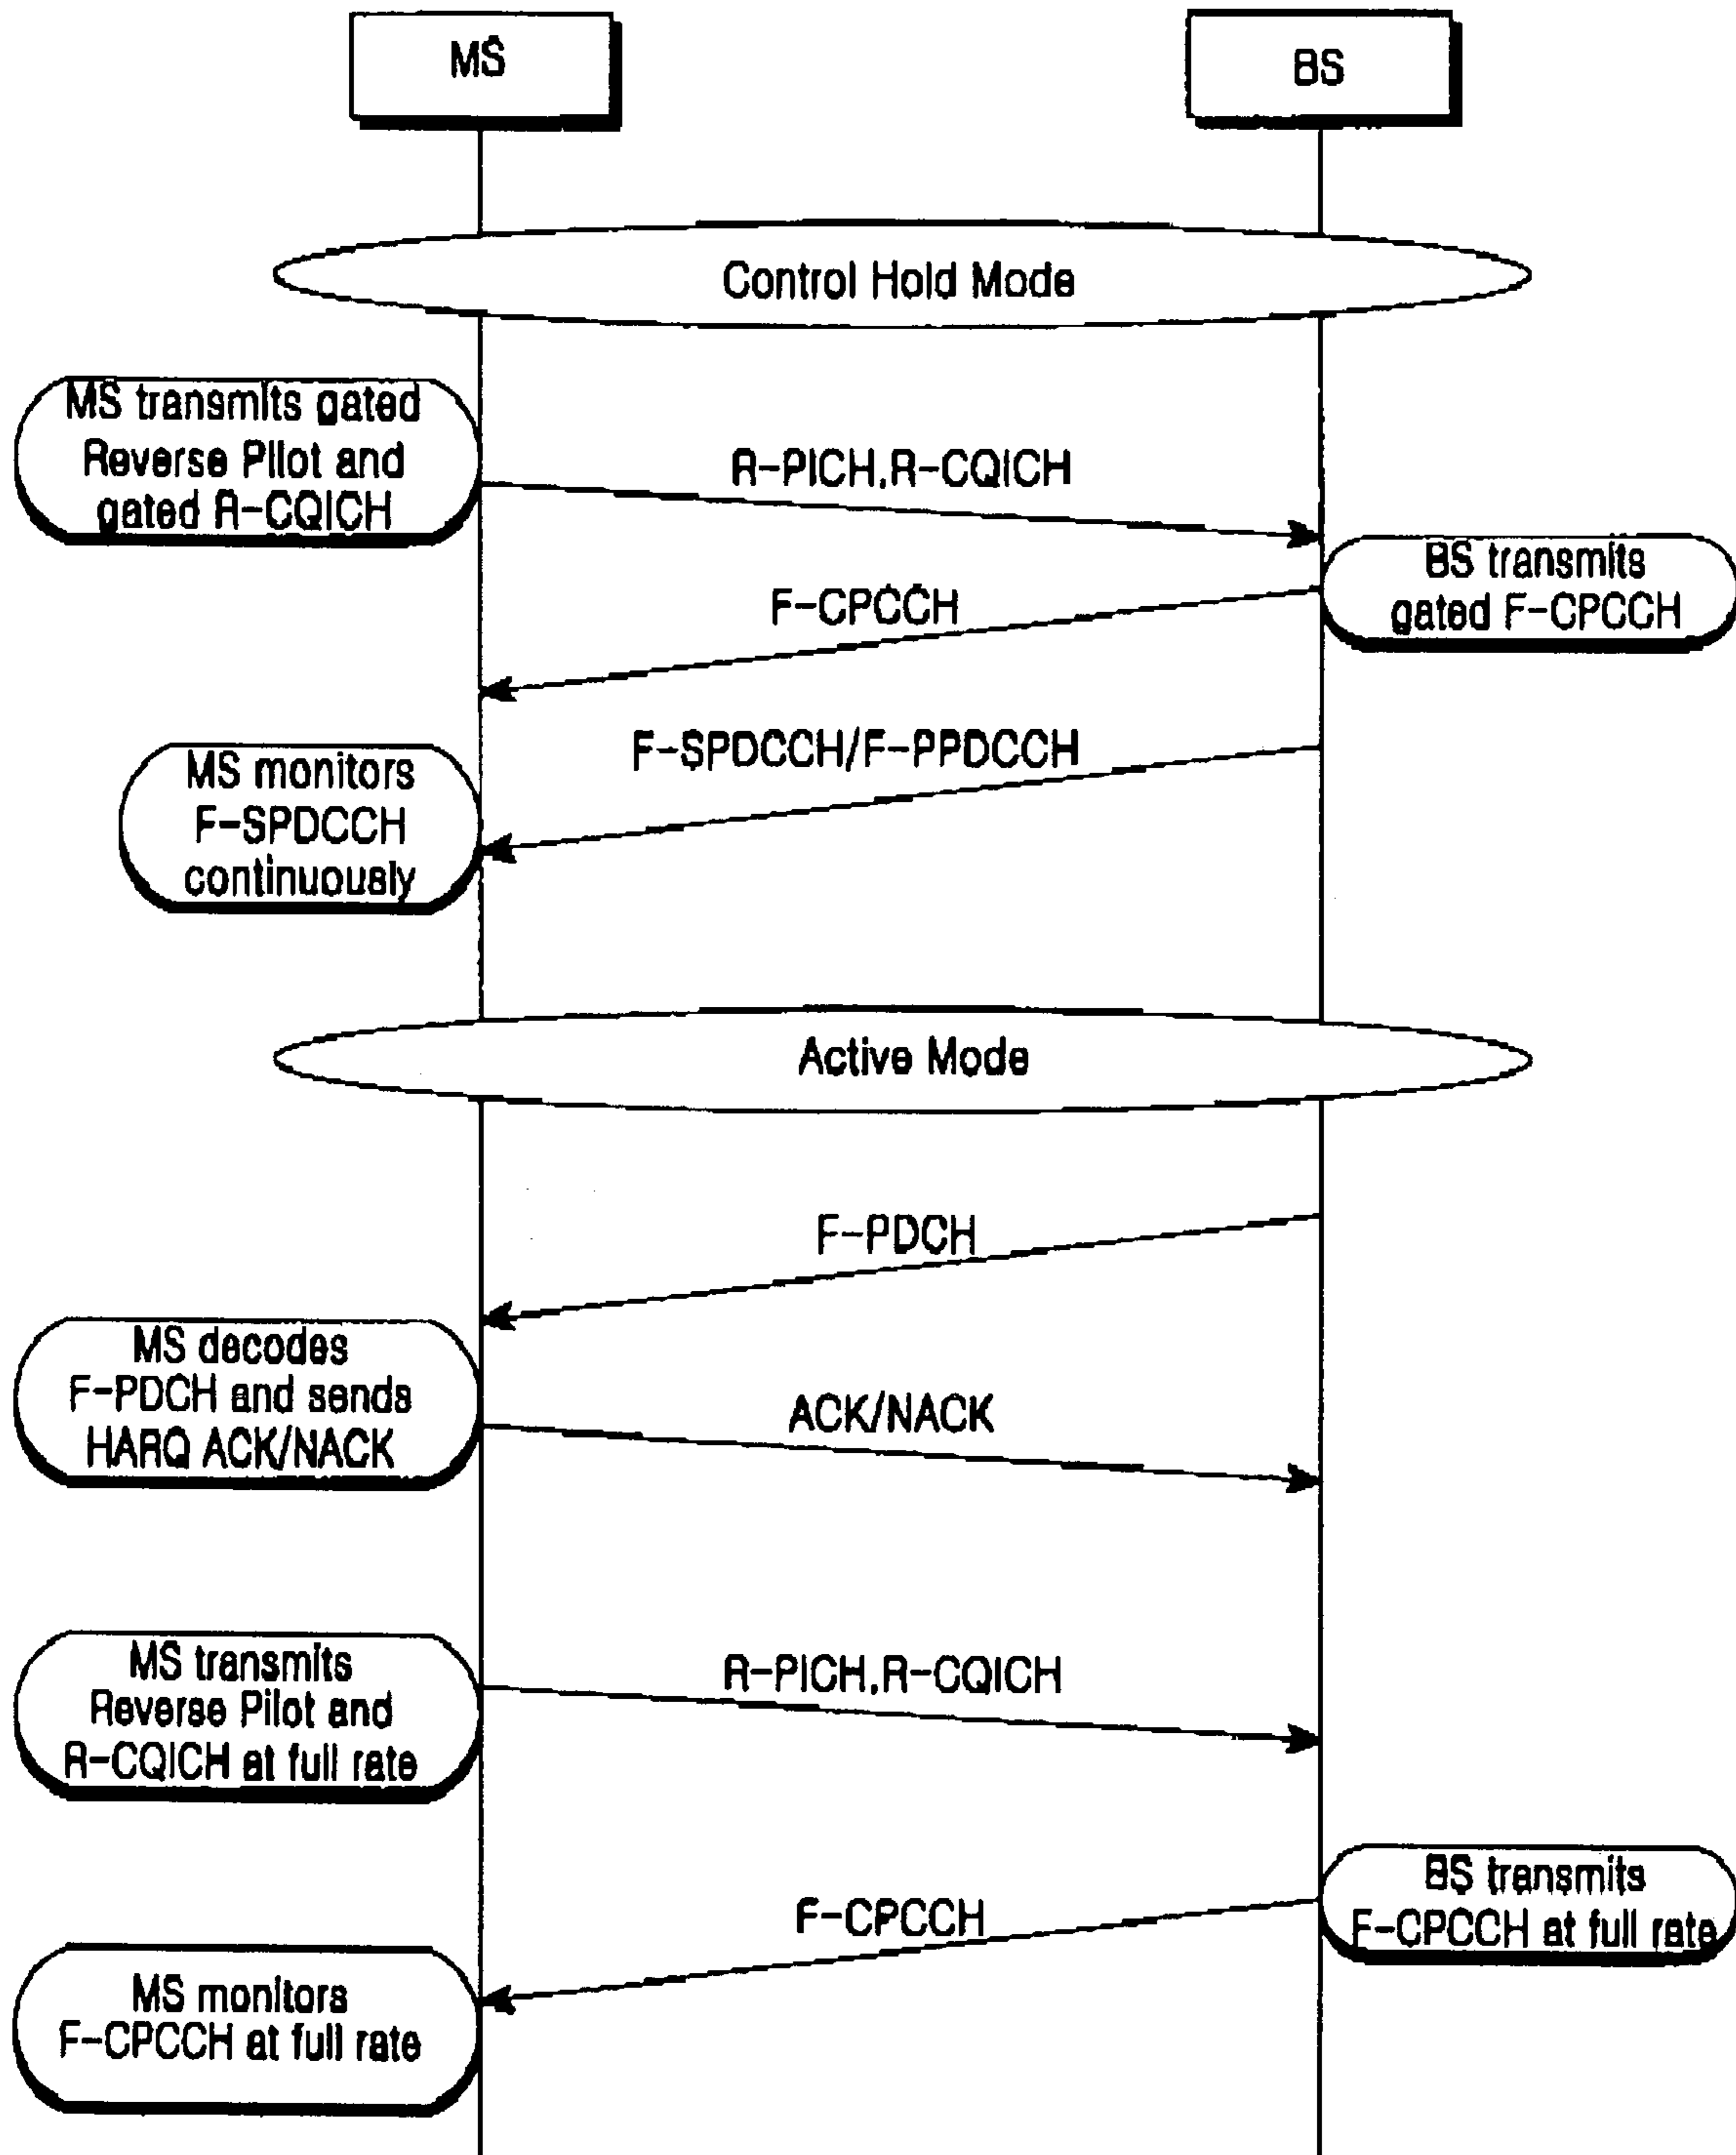 MS
BS
Control Hold Mode
MS transmits gated
Reverse Pilot and
gated R-CQICH
R-PICH,R-CQICH
BS transmits
gated F-CPCCH
F-CPCCH
F-SPDCCH/F-PPDCCH
MS monitors
F-SPDCCH
continuously
Active Mode
F-PDCH
MS decodes
F-PDCH and sends
HARQ ACK/NACK
ACK/NACK
MS transmits
Reverse Pilot and
R-CQICH at full rate
R-PICH,R-CQICH
BS transmits
F-CPCCH at full rate
F-CPCCH
MS monitors
F-CPCCH at full rate